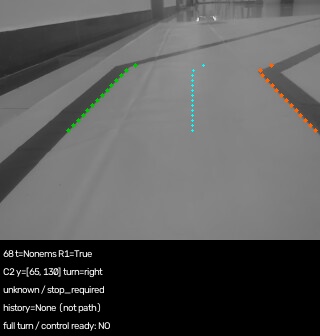 68 t=Nonems R1=True
C2 y=[65, 130] turn=right
unknown / stop_required
history=None (not path)
full turn / control ready: NO